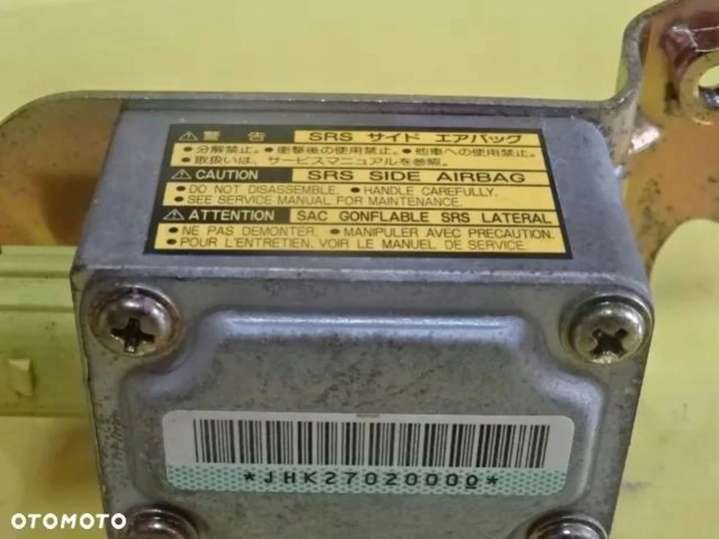 ⚠警告 SRS サイド エアバッグ
●分解禁止。●衝撃後の使用禁止。●他車への使用禁止。
●取扱いは、サービスマニュアルを参照。
⚠CAUTION SRS SIDE AIRBAG
●DO NOT DISASSEMBLE. ●HANDLE CAREFULLY.
●SEE SERVICE MANUAL FOR MAINTENANCE.
⚠ATTENTION SAC GONFLABLE SRS LATERAL
●NE PAS DEMONTER. ●MANIPULER AVEC PRECAUTION.
●POUR L'ENTRETIEN, VOIR LE MANUEL DE SERVICE.
*JHK27020000*
OTOMOTO